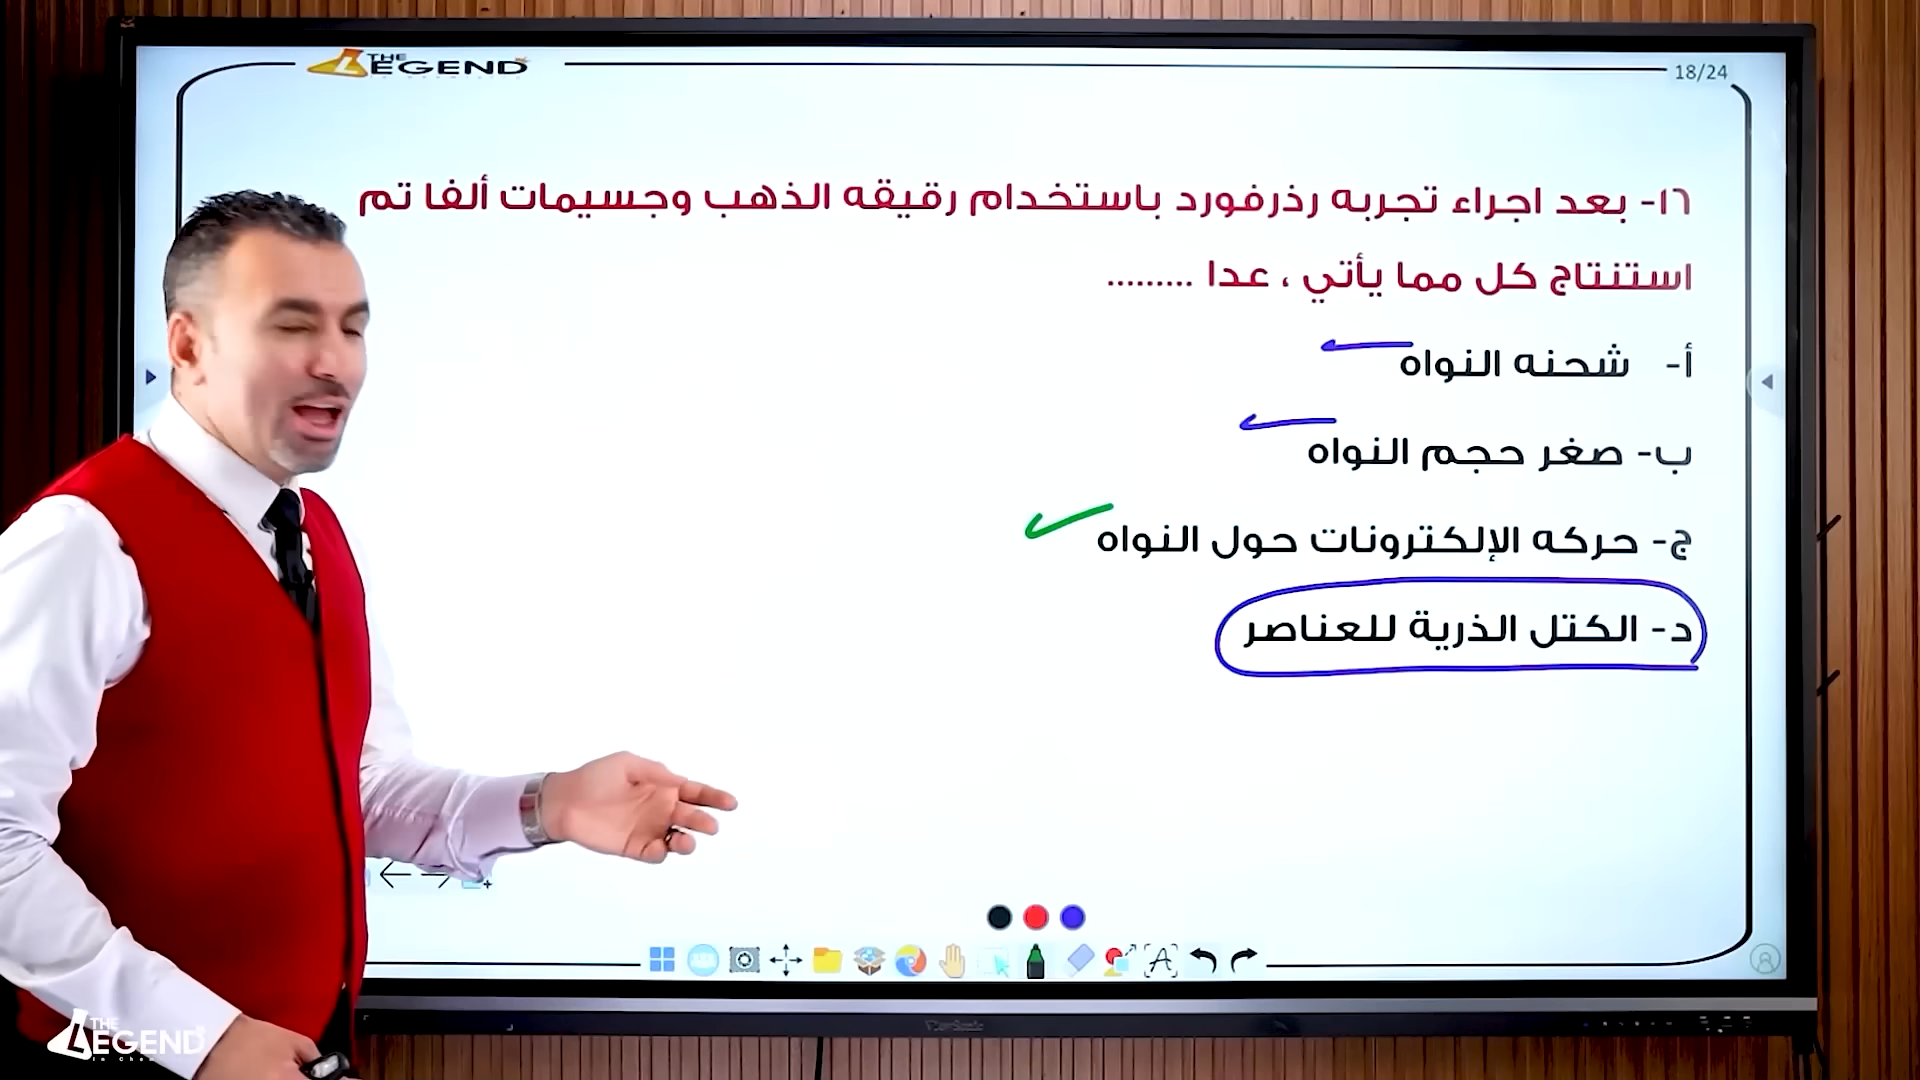 THE LEGEND
18/24
١٦- بعد اجراء تجربه رذرفورد باستخدام رقيقه الذهب وجسيمات ألفا تم
استنتاج كل مما يأتي ، عدا .........
أ- شحنه النواه
ب- صغر حجم النواه
ج- حركه الإلكترونات حول النواه
د- الكتل الذرية للعناصر
ViewSonic
THE LEGEND